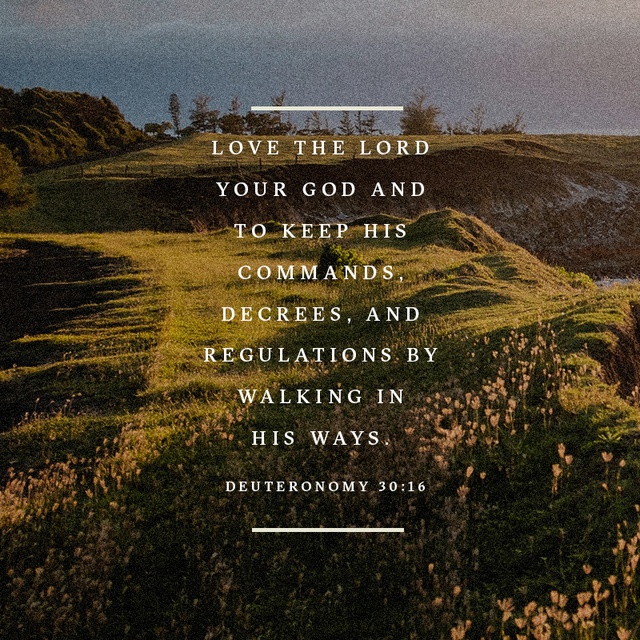 LOVE THE LORD
YOUR GOD AND
TO KEEP HIS
COMMANDS,
DECREES, AND
REGULATIONS BY
WALKING IN
HIS WAYS.
DEUTERONOMY 30:16